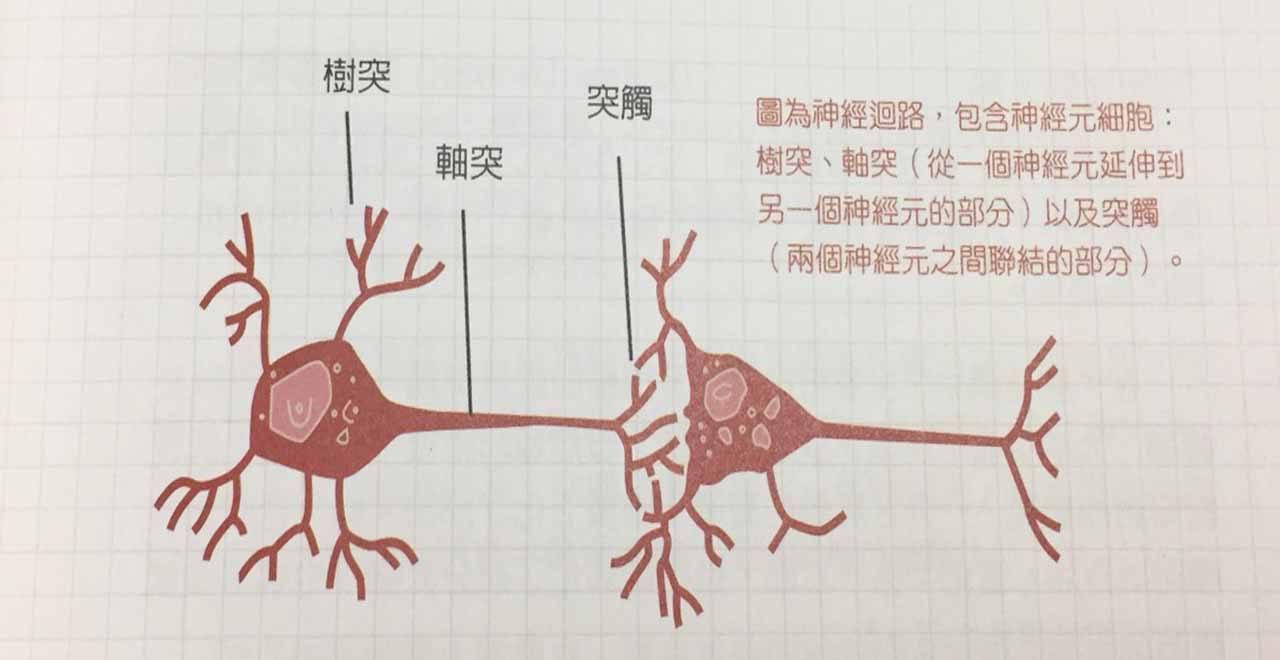 樹突
突觸
軸突
圖為神經迴路,包含神經元細胞:
樹突、軸突(從一個神經元延伸到
另一個神經元的部分)以及突觸
(兩個神經元之間聯結的部分)。